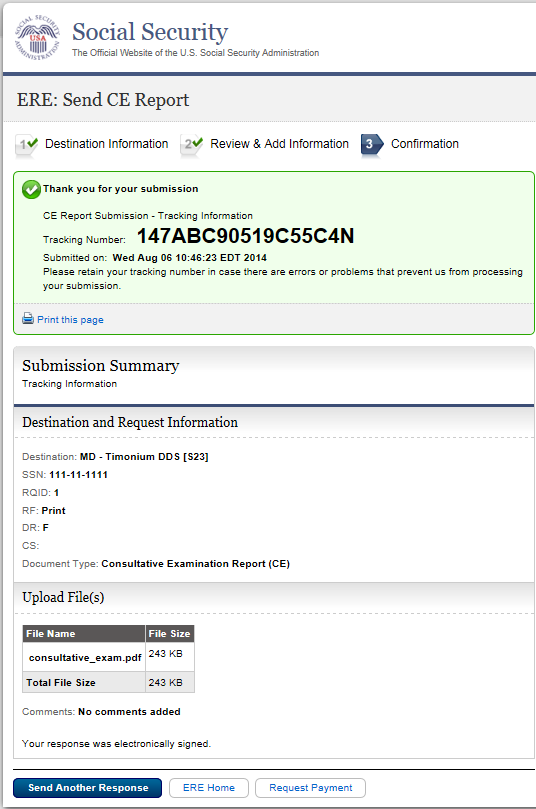 SOCIAL SECURITY
USA
ADMINISTRATION
Social Security
The Official Website of the U.S. Social Security Administration
ERE: Send CE Report
1 Destination Information 2 Review & Add Information 3 Confirmation
Thank you for your submission
CE Report Submission - Tracking Information
Tracking Number: 147ABC90519C55C4N
Submitted on: Wed Aug 06 10:46:23 EDT 2014
Please retain your tracking number in case there are errors or problems that prevent us from processing
your submission.
Print this page
Submission Summary
Tracking Information
Destination and Request Information
Destination: MD - Timonium DDS [S23]
SSN: 111-11-1111
RQID: 1
RF: Print
DR: F
CS:
Document Type: Consultative Examination Report (CE)
Upload File(s)
File Name File Size
consultative_exam.pdf 243 KB
Total File Size 243 KB
Comments: No comments added
Your response was electronically signed.
Send Another Response ERE Home Request Payment